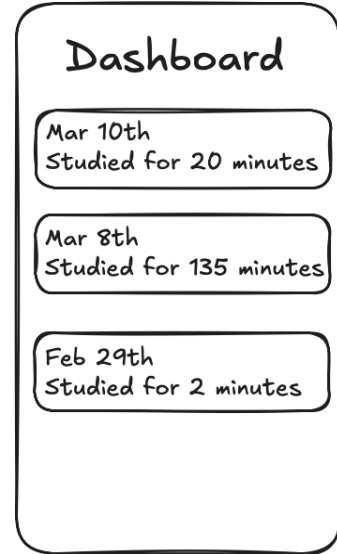 Dashboard
Mar 10th
Studied for 20 minutes
Mar 8th
Studied for 135 minutes
Feb 29th
Studied for 2 minutes